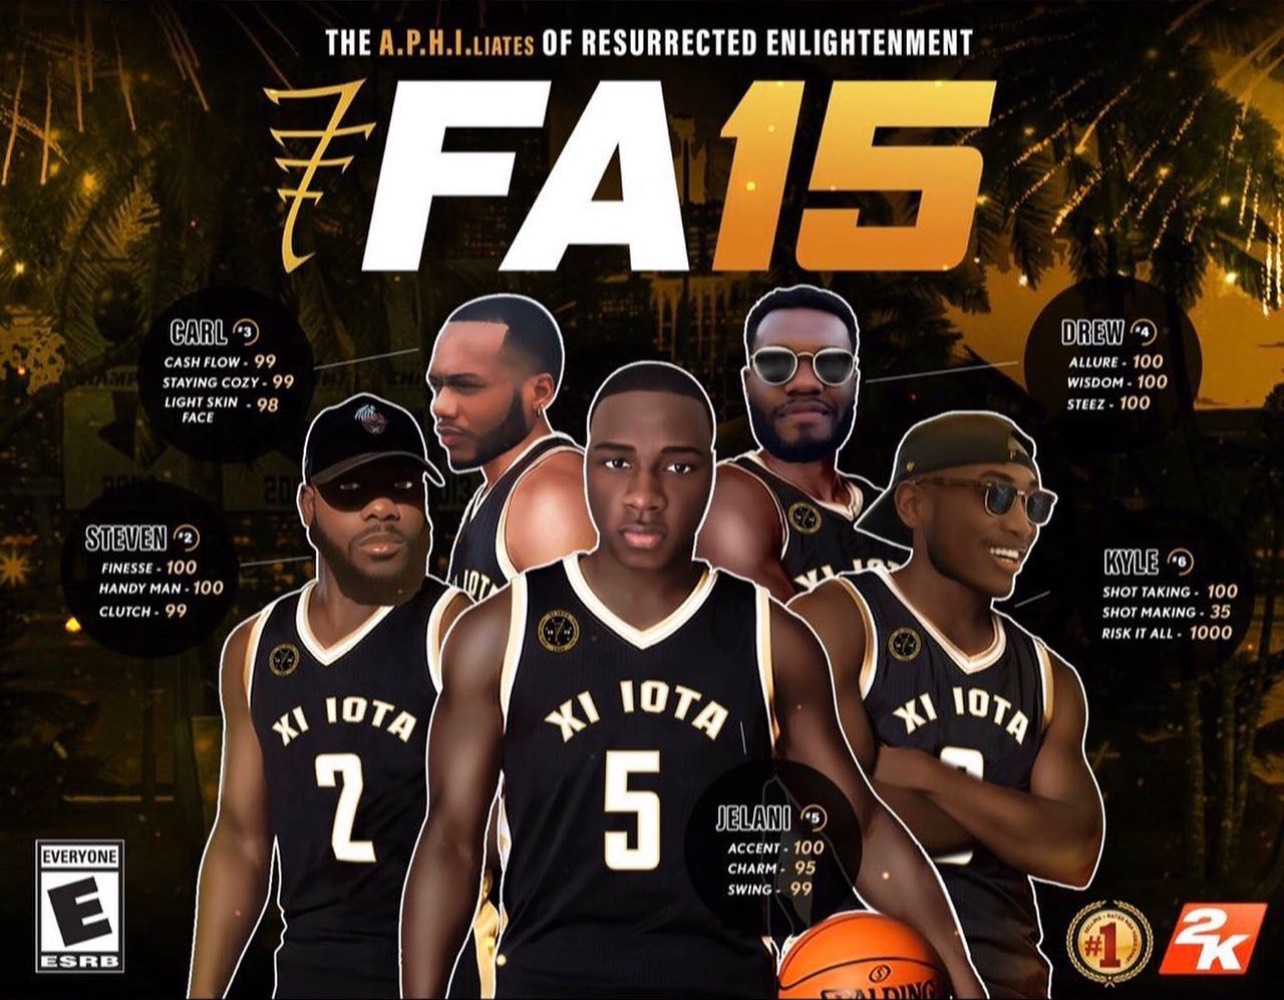 THE A.P.H.I.LIATES OF RESURRECTED ENLIGHTENMENT
FA15
CARL #3
CASH FLOW - 99
STAYING COZY - 99
LIGHT SKIN - 98
FACE
DREW #4
ALLURE - 100
WISDOM - 100
STEEZ - 100
STEVEN #2
FINESSE - 100
HANDY MAN - 100
CLUTCH - 99
KYLE #6
SHOT TAKING - 100
SHOT MAKING - 35
RISK IT ALL - 1000
XI IOTA
2
XI IOTA
5
XI IOTA
JELANI #5
ACCENT - 100
CHARM - 95
SWING - 99
EVERYONE
E
ESRB
#1
2K
SPALDING